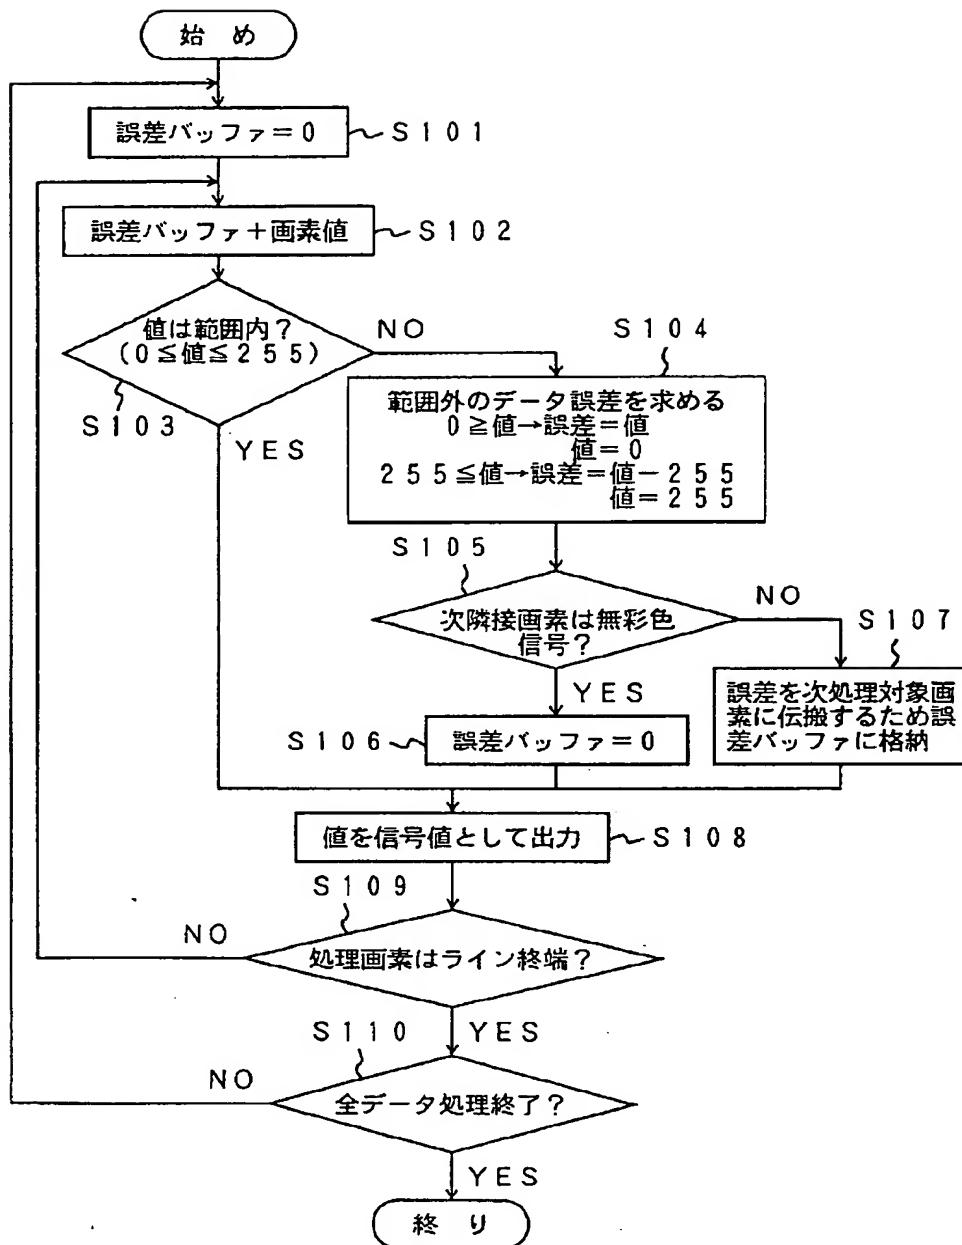 始 め
誤差バッファ=0
S101
誤差バッファ+画素値
S102
値は範囲内?
(0≦値≦255)
NO
S103
YES
S104
範囲外のデータ誤差を求める
0≧値→誤差=値
値=0
255≦値→誤差=値-255
値=255
S105
次隣接画素は無彩色
信号?
NO
YES
S107
誤差を次処理対象画
素に伝搬するため誤
差バッファに格納
S106
誤差バッファ=0
値を信号値として出力
S108
S109
NO
処理画素はライン終端?
YES
S110
NO
全データ処理終了?
YES
終 り